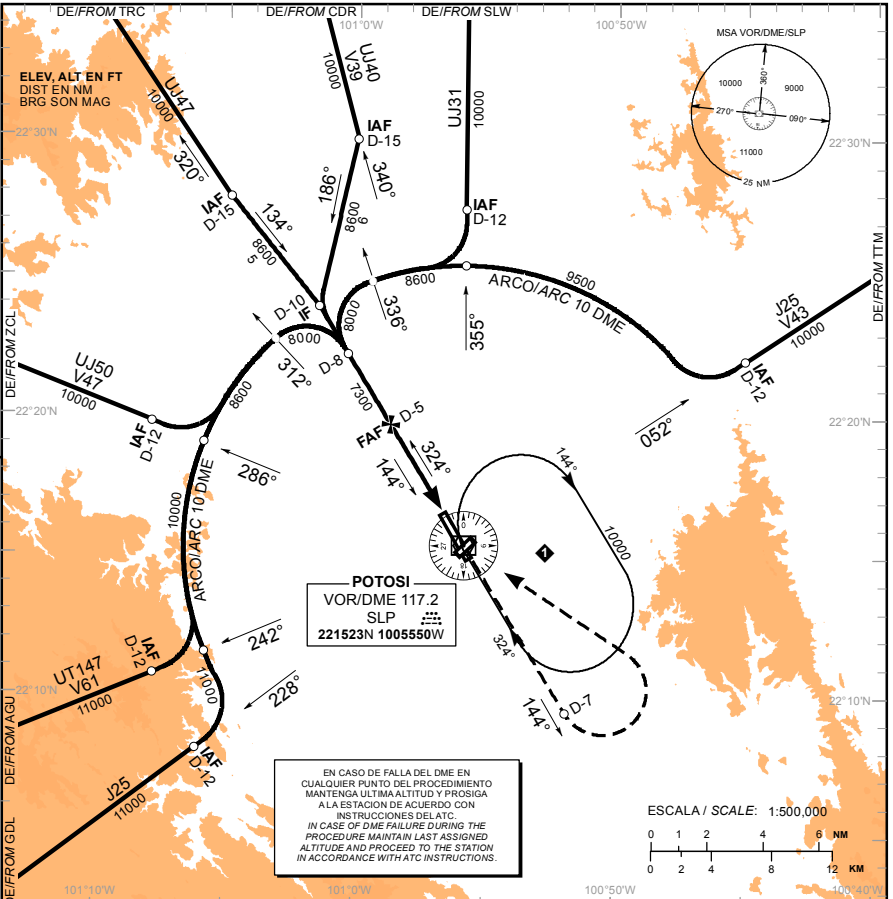 DE/FROM TRC
DE/FROM CDR
101°0'W
DE/FROM SLW
100°50'W
ELEV, ALT EN FT
DIST EN NM
BRG SON MAG
UJ47
10000
UJ40
V39
10000
UJ31
10000
MSA VOR/DME/SLP
10000
360°
9000
270°
090°
11000
25 NM
22°30'N
22°30'N
320°
IAF
D-15
IAF
D-15
340°
186°
8600
6
134°
8600
5
IAF
D-12
DE/FROM TTM
D-10
IF
8000
8000
336°
8600
355°
9500
ARCO/ARC 10 DME
J25
V43
10000
IAF
D-12
052°
DE/FROM ZCL
UJ50
V47
10000
IAF
D-12
8600
312°
D-8
7300
D-5
FAF
22°20'N
22°20'N
144°
324°
286°
10000
ARCO/ARC 10 DME
144°
10000
1
0
9
18
27
POTOSI
VOR/DME 117.2
SLP
221523N 1005550W
324°
144°
D-7
242°
IAF
D-12
UT147
V61
11000
11000
228°
22°10'N
22°10'N
DE/FROM AGU
IAF
D-12
J25
11000
DE/FROM GDL
EN CASO DE FALLA DEL DME EN
CUALQUIER PUNTO DEL PROCEDIMIENTO
MANTENGA ULTIMA ALTITUD Y PROSIGA
A LA ESTACION DE ACUERDO CON
INSTRUCCIONES DEL ATC.
IN CASE OF DME FAILURE DURING THE
PROCEDURE MAINTAIN LAST ASSIGNED
ALTITUDE AND PROCEED TO THE STATION
IN ACCORDANCE WITH ATC INSTRUCTIONS.
ESCALA / SCALE: 1:500,000
0 1 2 4 6 NM
0 2 4 8 12 KM
101°10'W
101°0'W
100°50'W
100°40'W